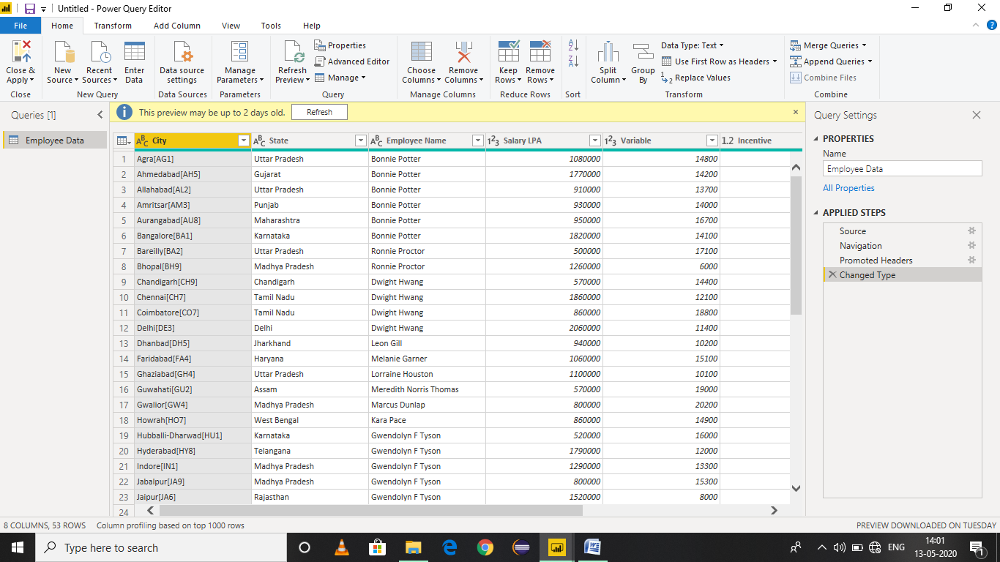 Untitled - Power Query Editor
File Home Transform Add Column View Tools Help
Close & Apply
Close
New Source
Recent Sources
Enter Data
New Query
Data source settings
Data Sources
Manage Parameters
Parameters
Refresh Preview
Properties
Advanced Editor
Manage
Query
Choose Columns
Remove Columns
Manage Columns
Keep Rows
Remove Rows
Reduce Rows
Sort
Split Column
Group By
Data Type: Text
Use First Row as Headers
Replace Values
Transform
Merge Queries
Append Queries
Combine Files
Combine
Queries [1]
Employee Data
This preview may be up to 2 days old. Refresh
City State Employee Name Salary LPA Variable 1.2 Incentive
1 Agra[AG1] Uttar Pradesh Bonnie Potter 1080000 14800
2 Ahmedabad[AH5] Gujarat Bonnie Potter 1770000 14200
3 Allahabad[AL2] Uttar Pradesh Bonnie Potter 910000 13700
4 Amritsar[AM3] Punjab Bonnie Potter 930000 14000
5 Aurangabad[AU8] Maharashtra Bonnie Potter 950000 16700
6 Bangalore[BA1] Karnataka Bonnie Potter 1820000 14100
7 Bareilly[BA2] Uttar Pradesh Ronnie Proctor 500000 17100
8 Bhopal[BH9] Madhya Pradesh Ronnie Proctor 1260000 6000
9 Chandigarh[CH9] Chandigarh Dwight Hwang 570000 14400
10 Chennai[CH7] Tamil Nadu Dwight Hwang 1860000 12100
11 Coimbatore[CO7] Tamil Nadu Dwight Hwang 860000 18800
12 Delhi[DE3] Delhi Dwight Hwang 2060000 11400
13 Dhanbad[DH5] Jharkhand Leon Gill 940000 10200
14 Faridabad[FA4] Haryana Melanie Garner 1060000 15100
15 Ghaziabad[GH4] Uttar Pradesh Lorraine Houston 1100000 10100
16 Guwahati[GU2] Assam Meredith Norris Thomas 570000 19000
17 Gwalior[GW4] Madhya Pradesh Marcus Dunlap 800000 20200
18 Howrah[HO7] West Bengal Kara Pace 860000 14900
19 Hubballi-Dharwad[HU1] Karnataka Gwendolyn F Tyson 520000 16000
20 Hyderabad[HY8] Telangana Gwendolyn F Tyson 1790000 12000
21 Indore[IN1] Madhya Pradesh Gwendolyn F Tyson 1290000 13300
22 Jabalpur[JA9] Madhya Pradesh Gwendolyn F Tyson 800000 15300
23 Jaipur[JA6] Rajasthan Gwendolyn F Tyson 1520000 8000
24
Query Settings
PROPERTIES
Name
Employee Data
All Properties
APPLIED STEPS
Source
Navigation
Promoted Headers
Changed Type
8 COLUMNS, 53 ROWS Column profiling based on top 1000 rows PREVIEW DOWNLOADED ON TUESDAY
Type here to search
ENG
14:01
13-05-2020
1